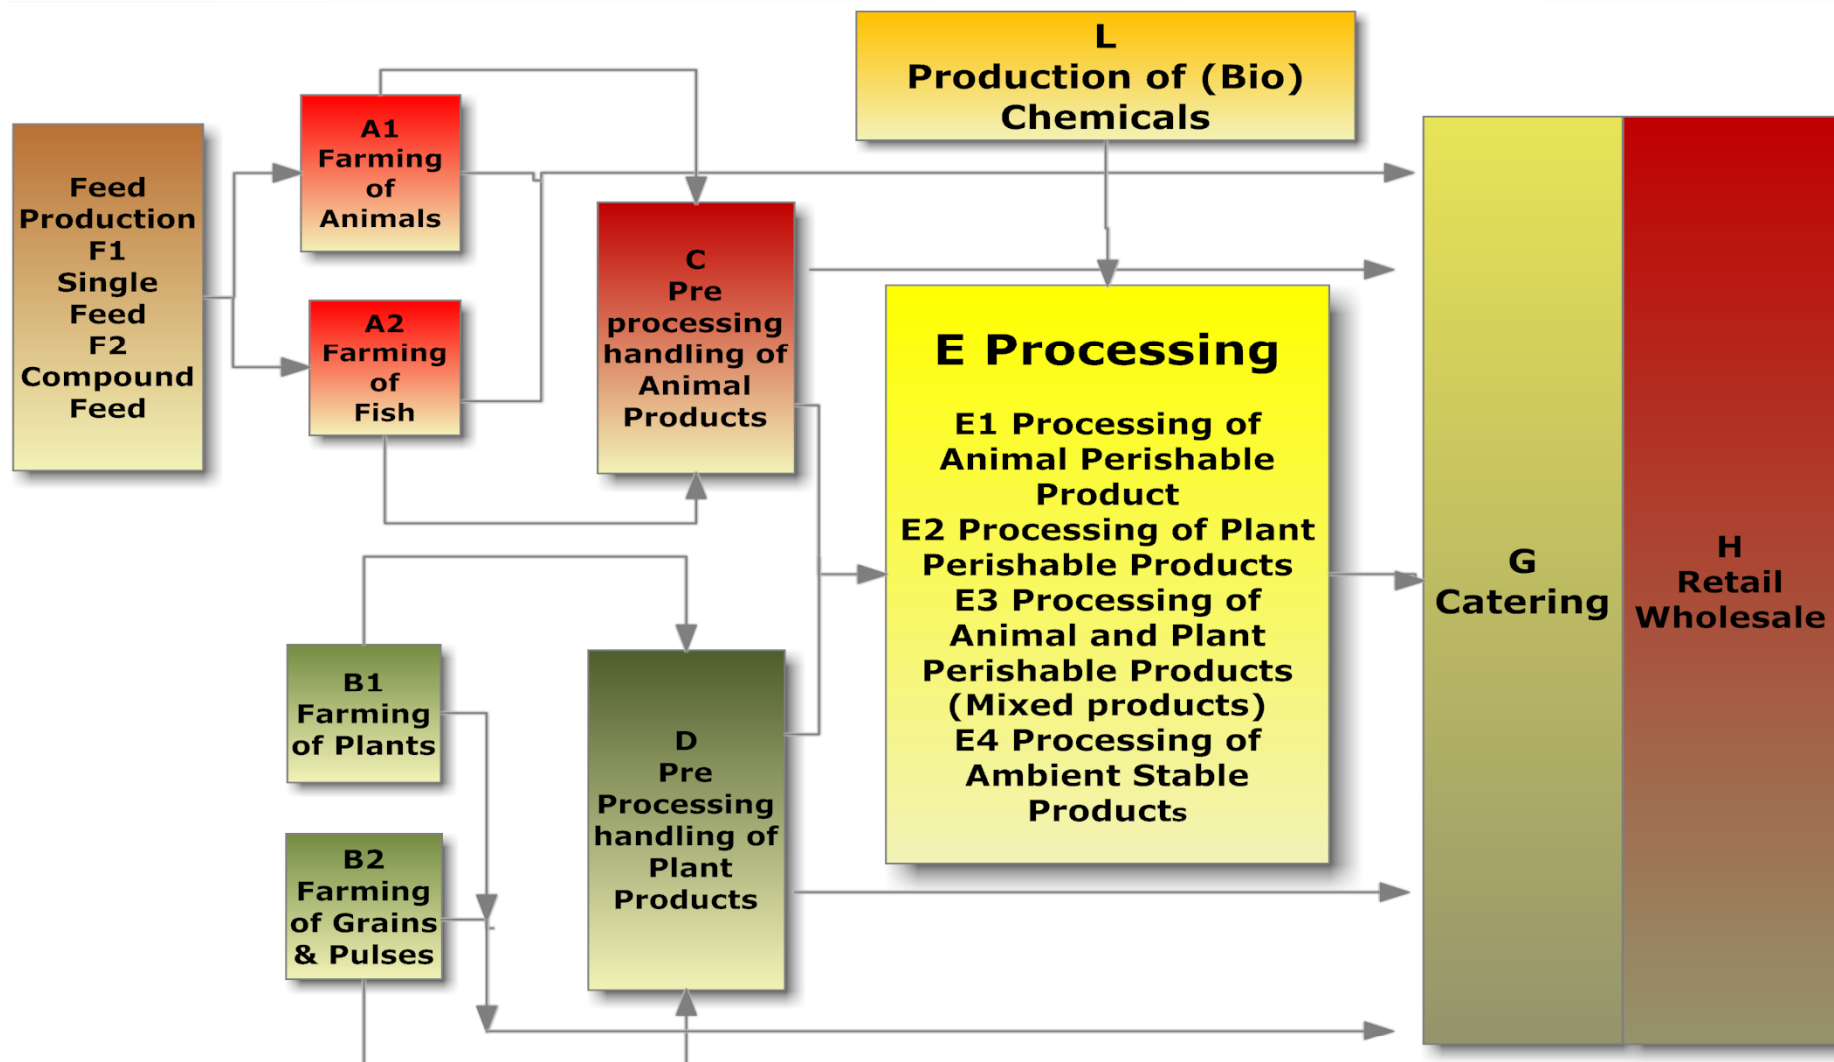 L
Production of (Bio)
Chemicals
Feed
Production
F1
Single
Feed
F2
Compound
Feed
A1
Farming
of
Animals
A2
Farming
of
Fish
C
Pre
processing
handling of
Animal
Products
E Processing
E1 Processing of
Animal Perishable
Product
E2 Processing of Plant
Perishable Products
E3 Processing of
Animal and Plant
Perishable Products
(Mixed products)
E4 Processing of
Ambient Stable
Products
B1
Farming
of Plants
B2
Farming
of Grains
& Pulses
D
Pre
Processing
handling of
Plant
Products
G
Catering
H
Retail
Wholesale